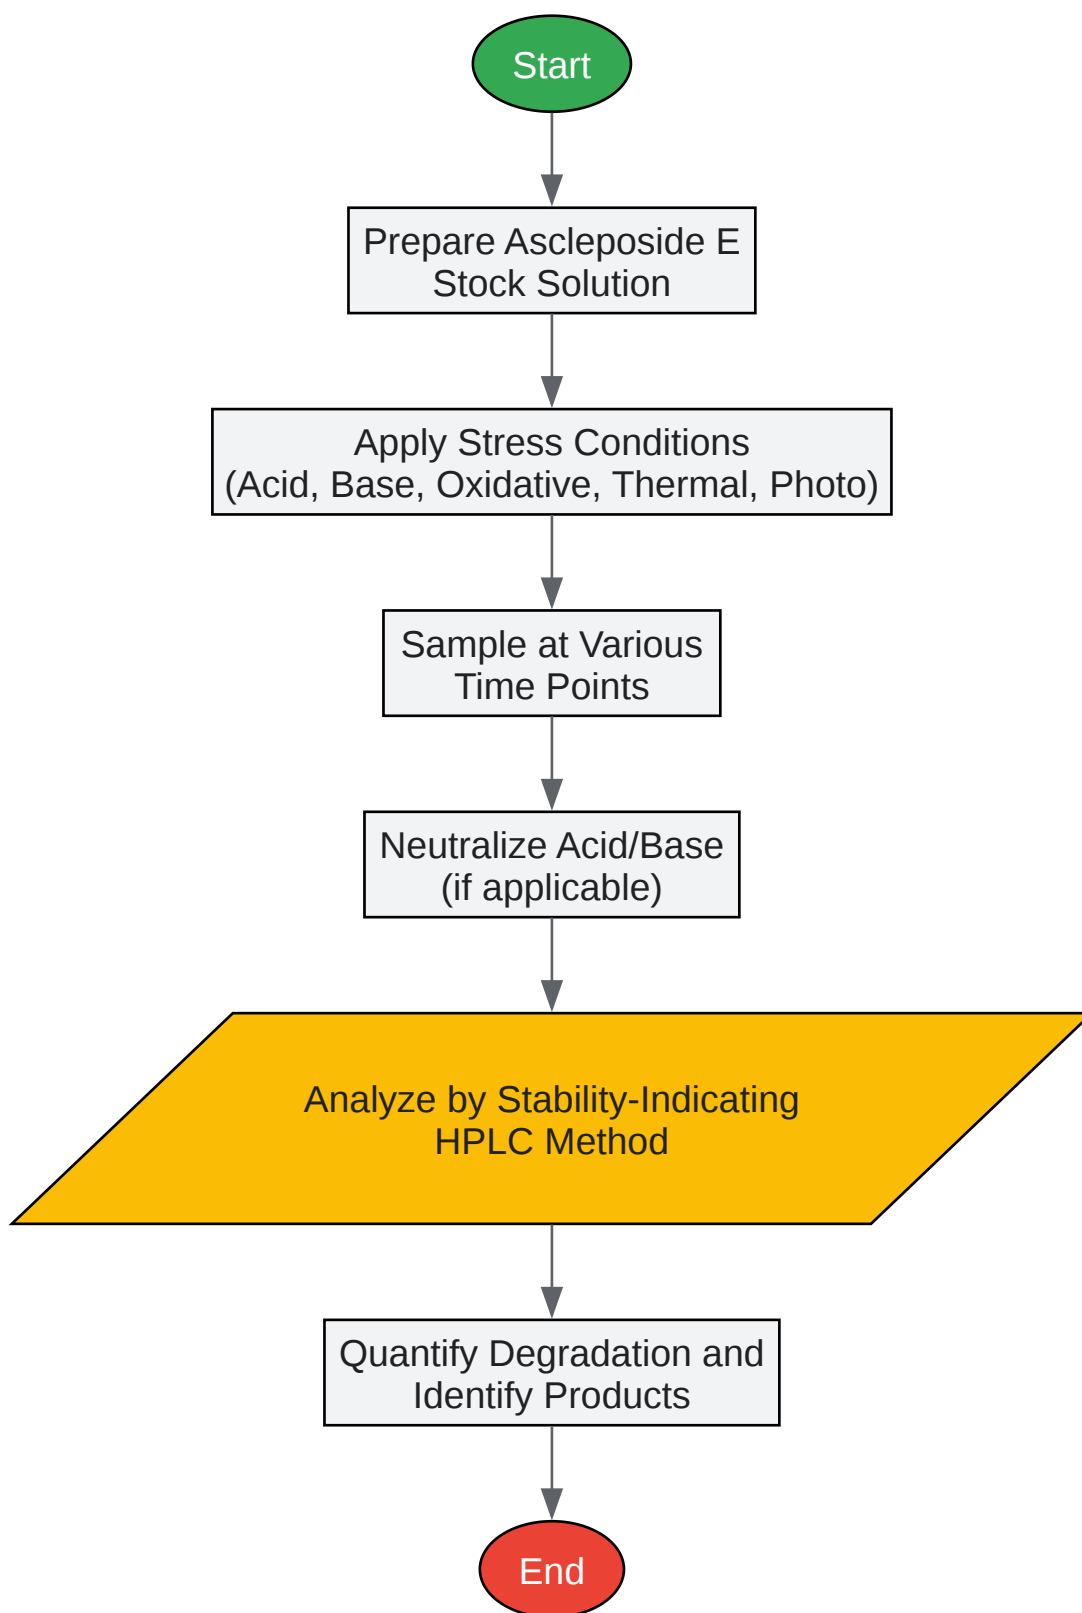 Start
Prepare Ascleposide E
Stock Solution
Apply Stress Conditions
(Acid, Base, Oxidative, Thermal, Photo)
Sample at Various
Time Points
Neutralize Acid/Base
(if applicable)
Analyze by Stability-Indicating
HPLC Method
Quantify Degradation and
Identify Products
End